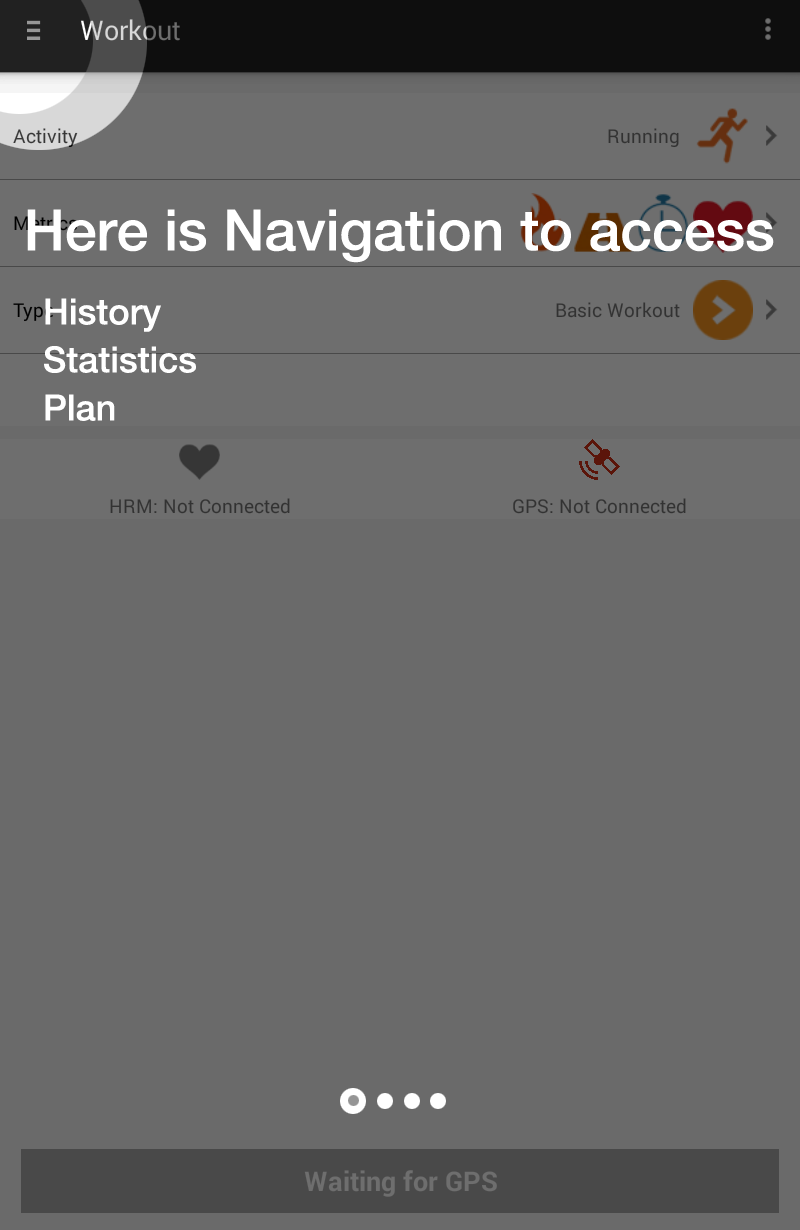 Workout
Activity
Running
Metrics
Here is Navigation to access
Type
Basic Workout
History
Statistics
Plan
HRM: Not Connected
GPS: Not Connected
Waiting for GPS